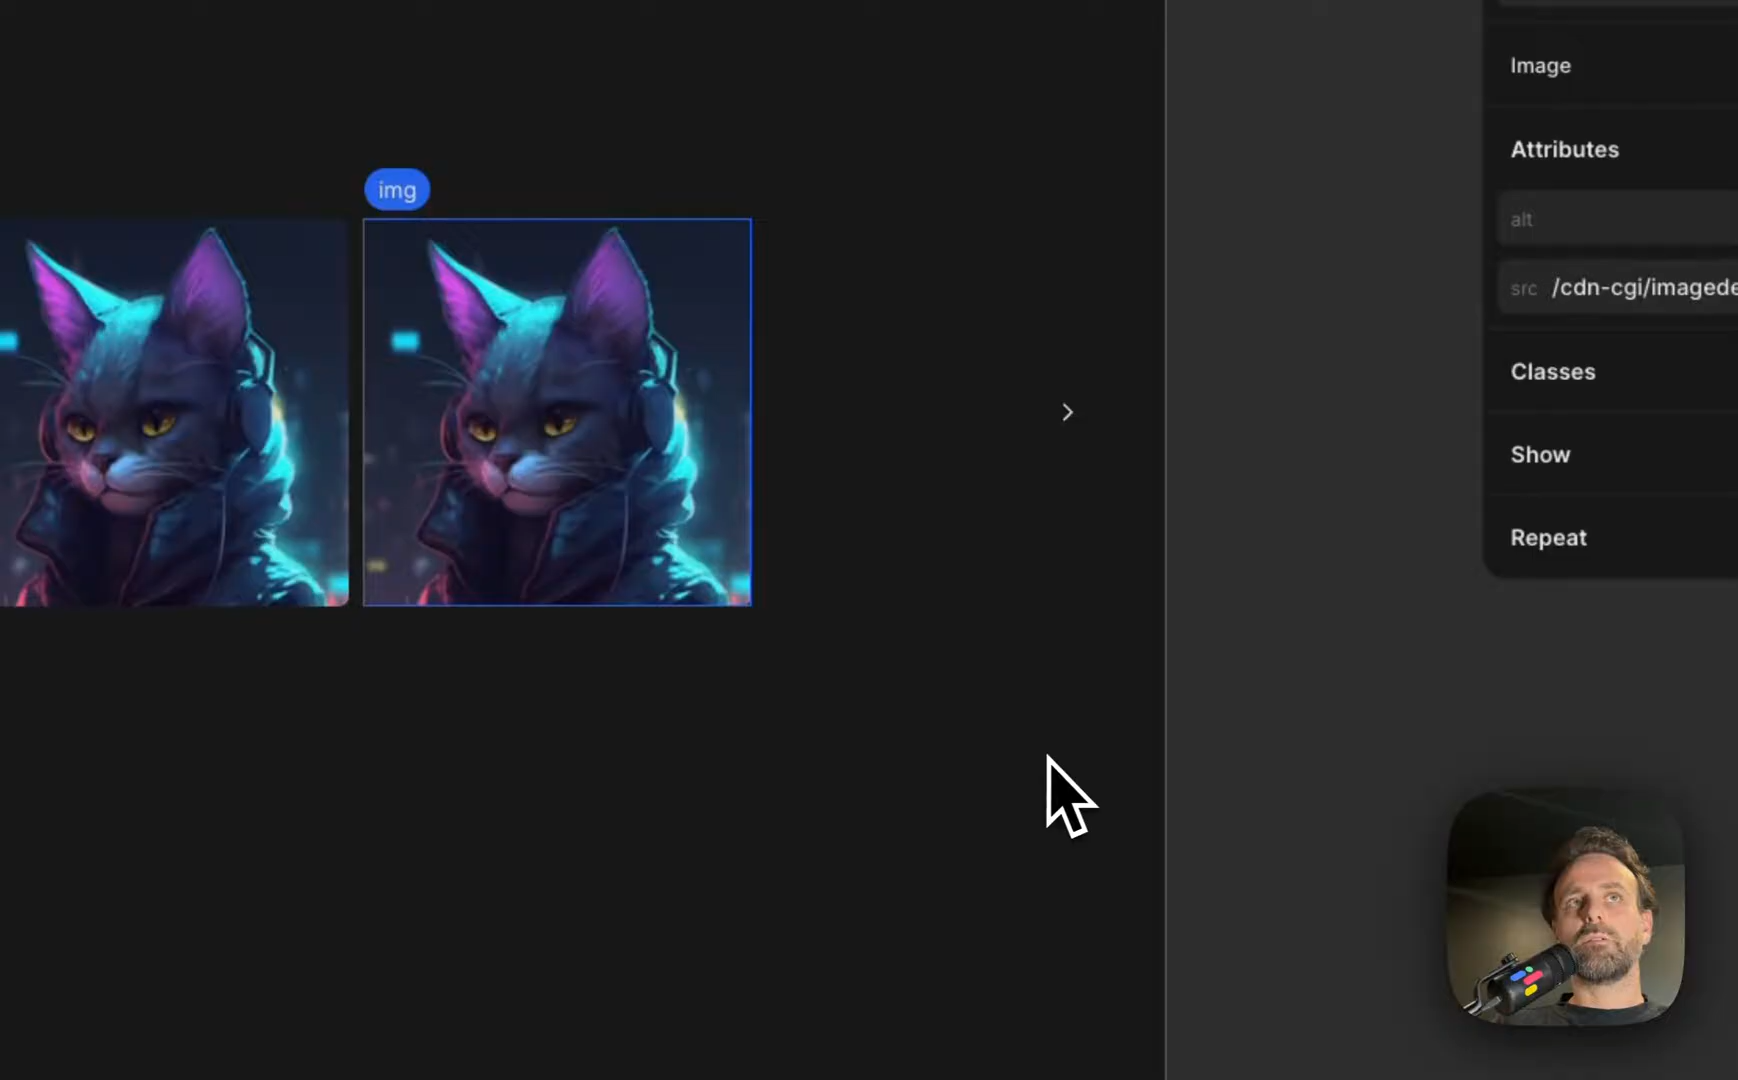 img
Image
Attributes
alt
src /cdn-cgi/imagede
Classes
Show
Repeat